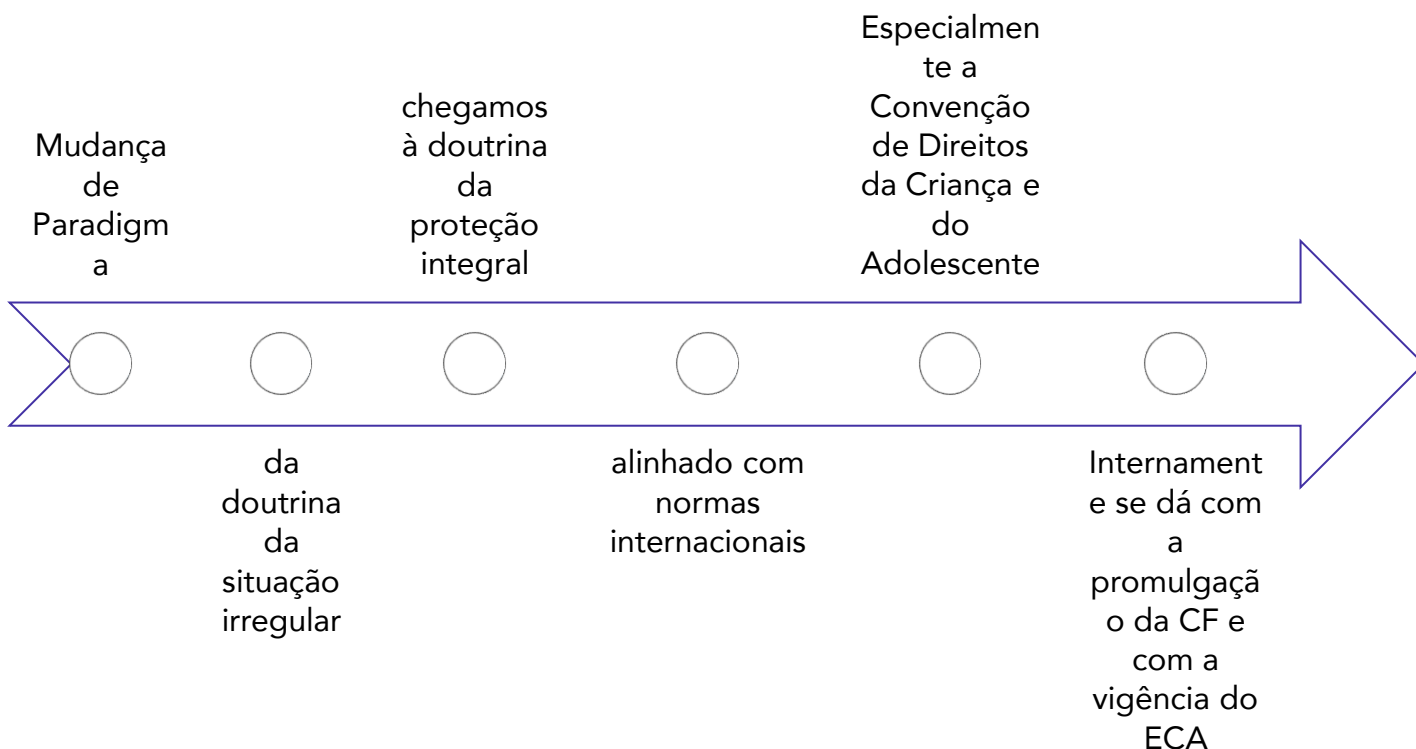 Mudança
de
Paradigm
a
da
doutrina
da
situação
irregular
chegamos
à doutrina
da
proteção
integral
alinhado com
normas
internacionais
Especialmen
te a
Convenção
de Direitos
da Criança e
do
Adolescente
Internament
e se dá com
a
promulgaçã
o da CF e
com a
vigência do
ECA